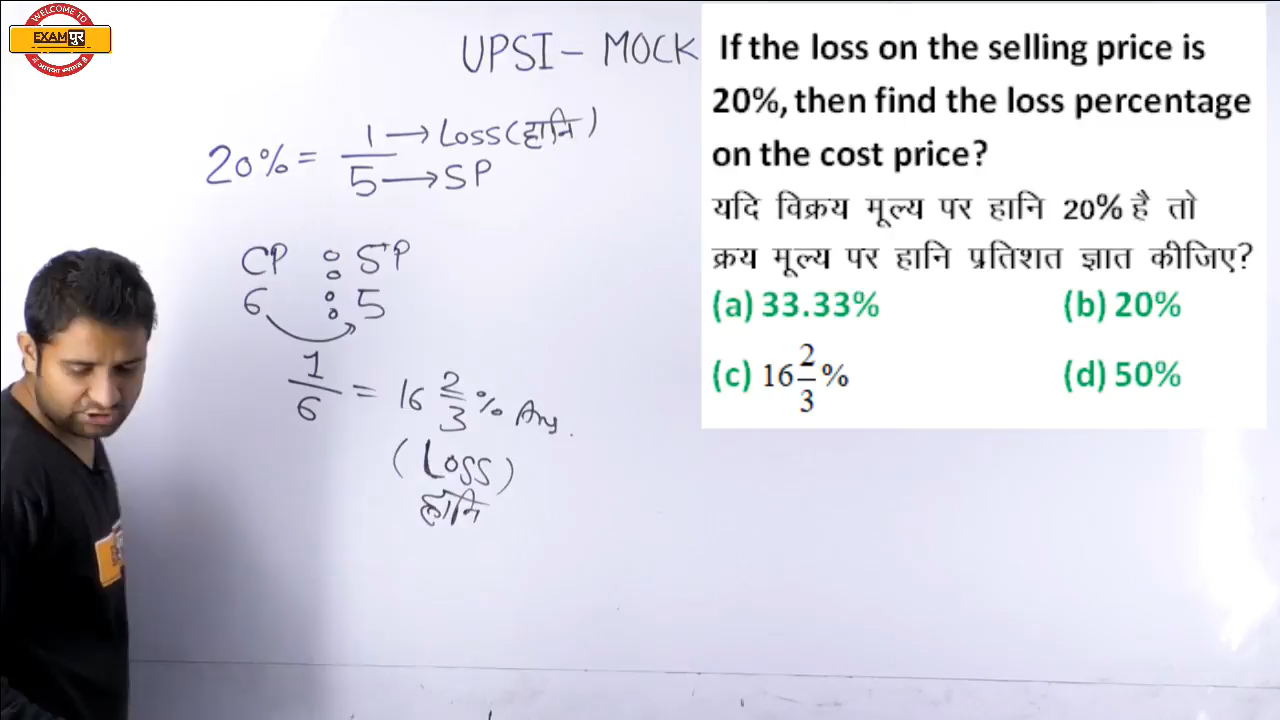 WELCOME TO
EXAMपुर
UPSI - MOCK
20% = 1/5
1 → Loss (हानि)
5 → SP
CP : SP
6 : 5
1/6 = 16 2/3 % Ans.
(Loss)
हानि
If the loss on the selling price is
20%, then find the loss percentage
on the cost price?
यदि विक्रय मूल्य पर हानि 20% है तो
क्रय मूल्य पर हानि प्रतिशत ज्ञात कीजिए?
(a) 33.33% (b) 20%
(c) 16 2/3 % (d) 50%